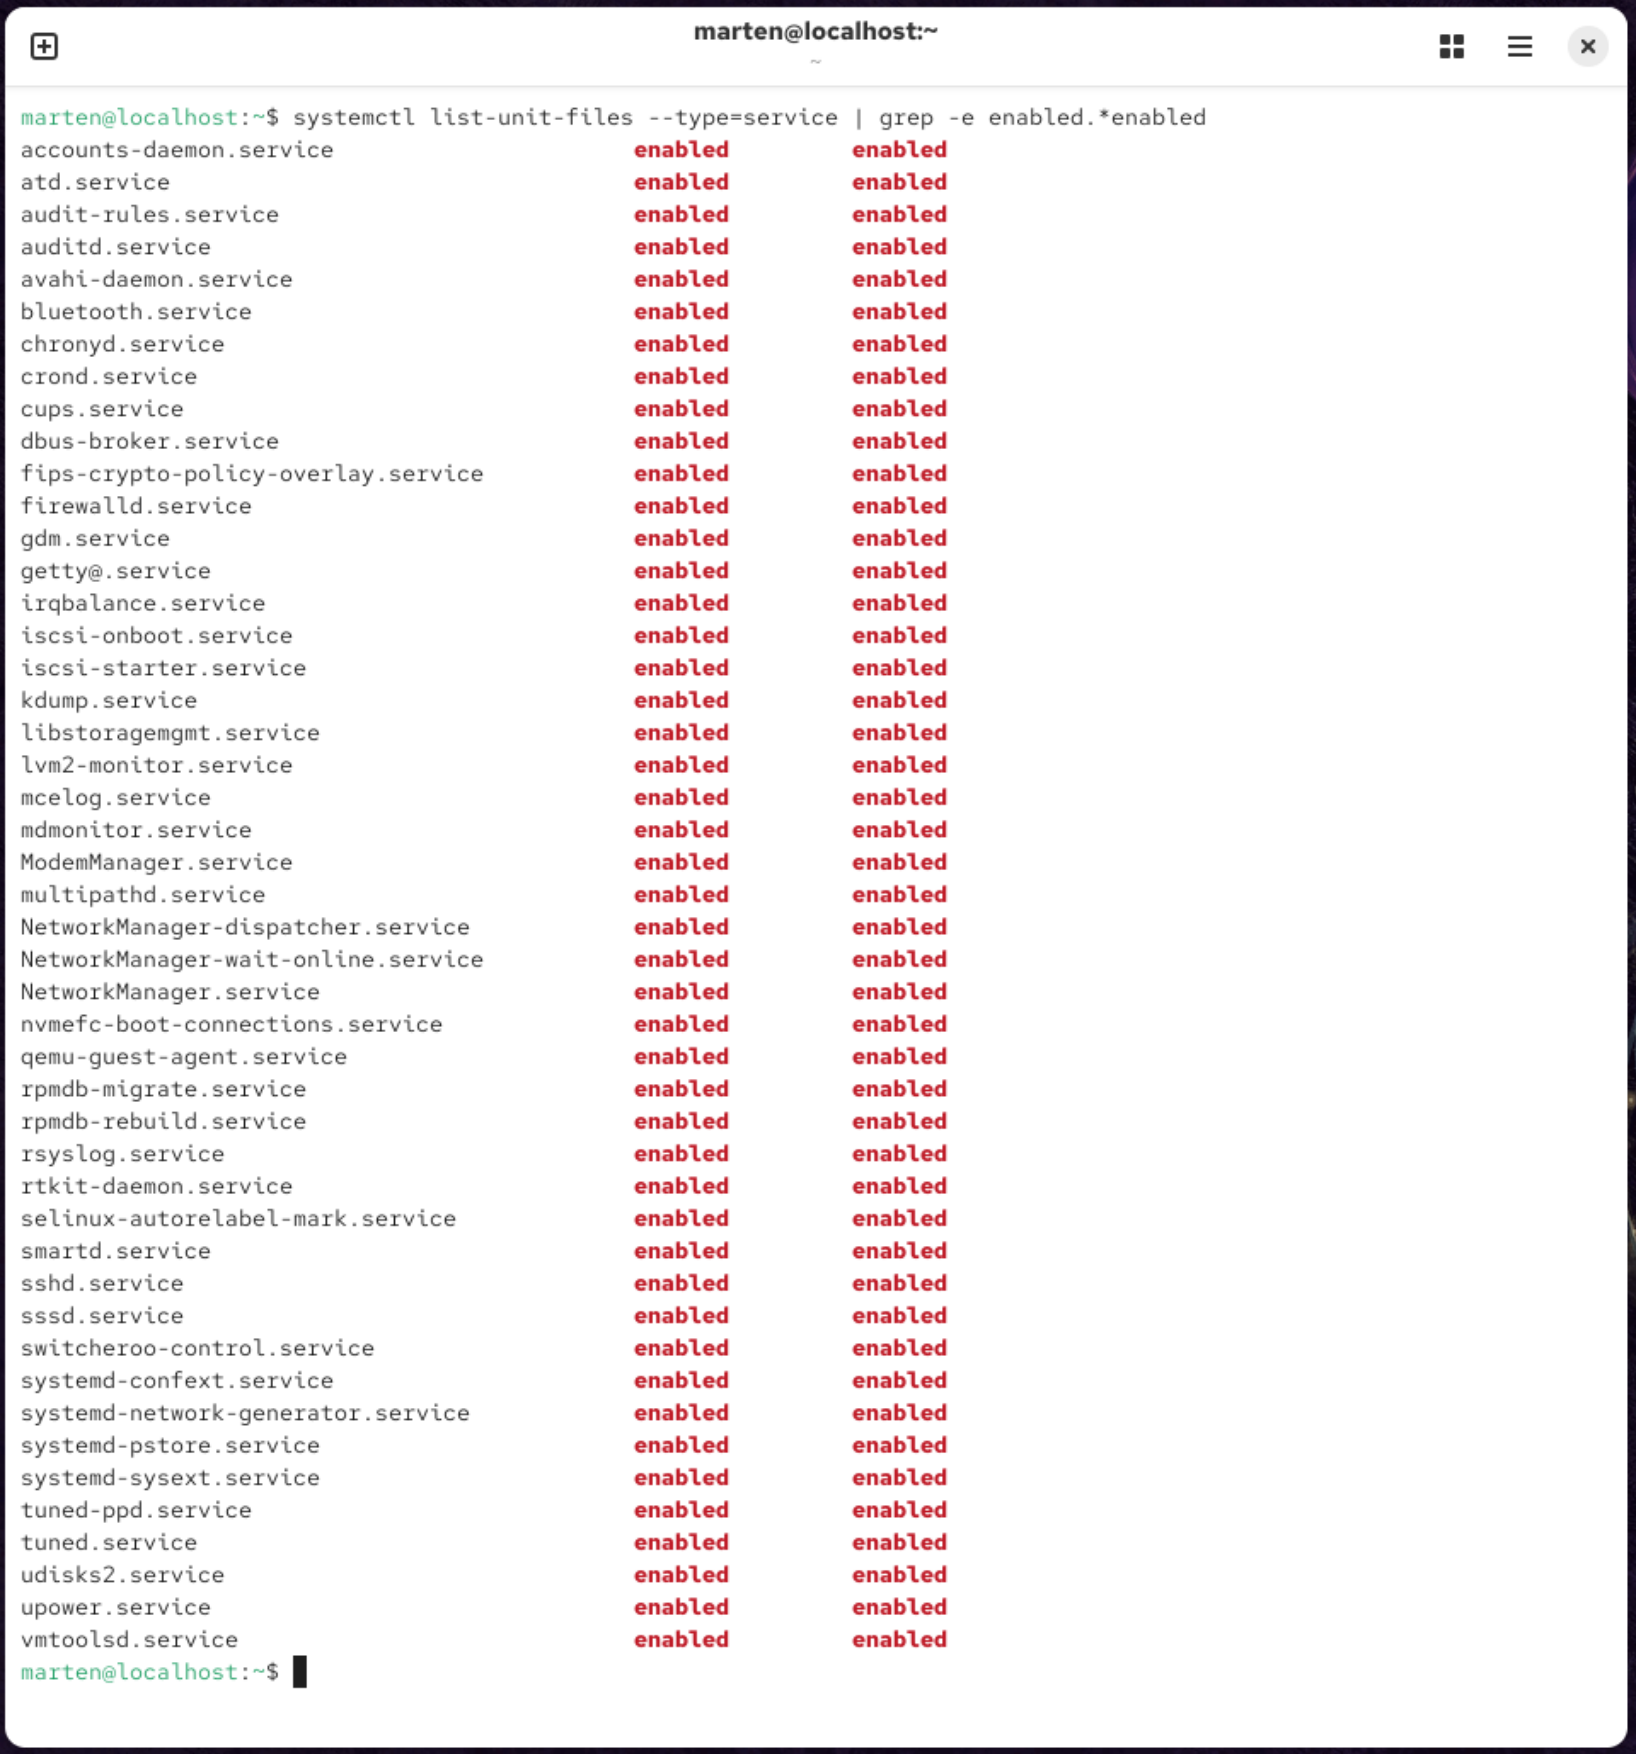 marten@localhost:~
~
marten@localhost:~$ systemctl list-unit-files --type=service | grep -e enabled.*enabled
accounts-daemon.service enabled enabled
atd.service enabled enabled
audit-rules.service enabled enabled
auditd.service enabled enabled
avahi-daemon.service enabled enabled
bluetooth.service enabled enabled
chronyd.service enabled enabled
crond.service enabled enabled
cups.service enabled enabled
dbus-broker.service enabled enabled
fips-crypto-policy-overlay.service enabled enabled
firewalld.service enabled enabled
gdm.service enabled enabled
getty@.service enabled enabled
irqbalance.service enabled enabled
iscsi-onboot.service enabled enabled
iscsi-starter.service enabled enabled
kdump.service enabled enabled
libstoragemgmt.service enabled enabled
lvm2-monitor.service enabled enabled
mcelog.service enabled enabled
mdmonitor.service enabled enabled
ModemManager.service enabled enabled
multipathd.service enabled enabled
NetworkManager-dispatcher.service enabled enabled
NetworkManager-wait-online.service enabled enabled
NetworkManager.service enabled enabled
nvmefc-boot-connections.service enabled enabled
qemu-guest-agent.service enabled enabled
rpmdb-migrate.service enabled enabled
rpmdb-rebuild.service enabled enabled
rsyslog.service enabled enabled
rtkit-daemon.service enabled enabled
selinux-autorelabel-mark.service enabled enabled
smartd.service enabled enabled
sshd.service enabled enabled
sssd.service enabled enabled
switcheroo-control.service enabled enabled
systemd-confext.service enabled enabled
systemd-network-generator.service enabled enabled
systemd-pstore.service enabled enabled
systemd-sysext.service enabled enabled
tuned-ppd.service enabled enabled
tuned.service enabled enabled
udisks2.service enabled enabled
upower.service enabled enabled
vmtoolsd.service enabled enabled
marten@localhost:~$